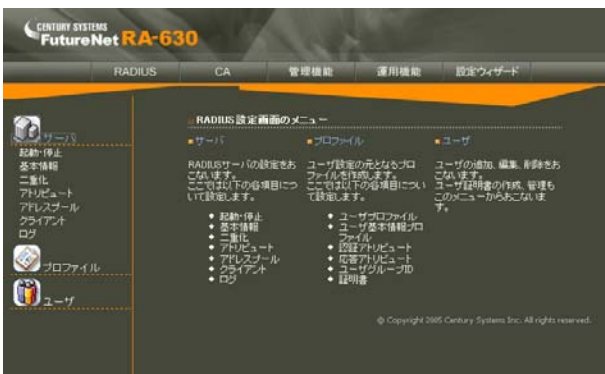 CENTURY SYSTEMS
FutureNet RA-630
RADIUS
CA
管理機能
運用機能
設定ウィザード
サーバ
起動・停止
基本情報
二重化
アトリビュート
アドレスプール
クライアント
ログ
プロファイル
ユーザ
RADIUS設定画面のメニュー
サーバ
RADIUSサーバの設定をお
こないます。
ここでは以下の各項目につ
いて設定します。
起動・停止
基本情報
二重化
アトリビュート
アドレスプール
クライアント
ログ
プロファイル
ユーザ設定の元となるプロ
ファイルを作成します。
ここでは以下の各項目につい
て設定します。
ユーザプロファイル
ユーザ基本情報プロ
ファイル
認証アトリビュート
応答アトリビュート
ユーザグループID
証明書
ユーザ
ユーザの追加、編集、削除をお
こないます。
ユーザ証明書の作成、管理も
このメニューからおこないま
す。
© Copyright 2005 Century Systems Inc. All rights reserved.